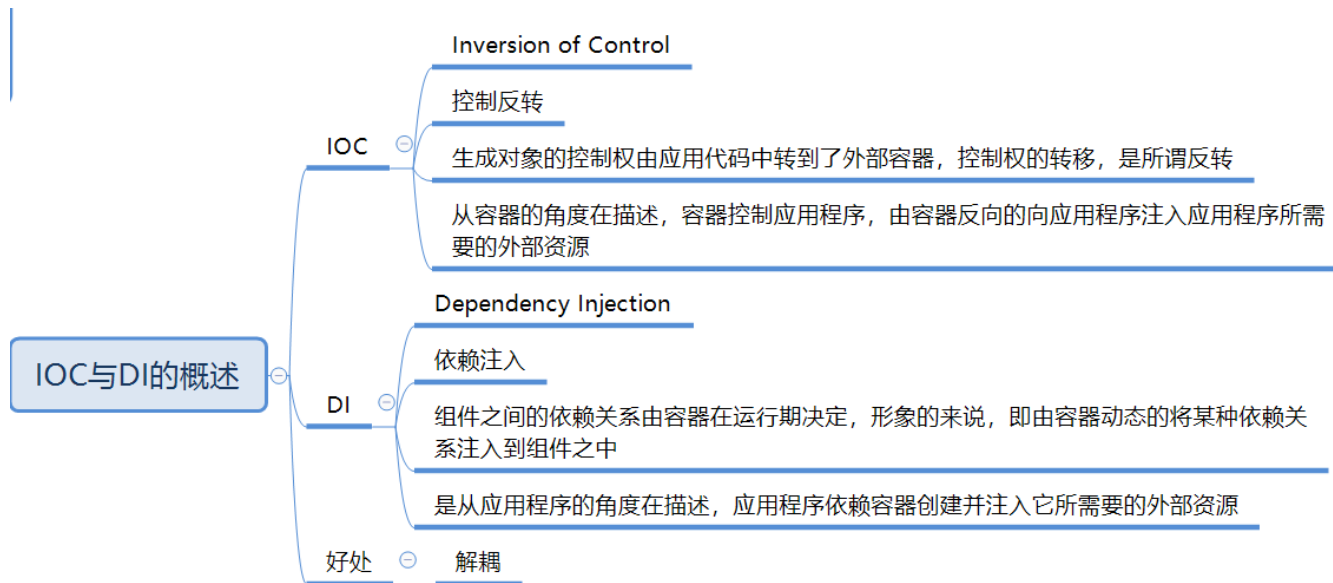 Inversion of Control
控制反转
IOC
生成对象的控制权由应用代码中转到了外部容器，控制权的转移，是所谓反转
从容器的角度在描述，容器控制应用程序，由容器反向的向应用程序注入应用程序所需
要的外部资源
Dependency Injection
依赖注入
IOC与DI的概述
DI
组件之间的依赖关系由容器在运行期决定，形象的来说，即由容器动态的将某种依赖关
系注入到组件之中
是从应用程序的角度在描述，应用程序依赖容器创建并注入它所需要的外部资源
好处
解耦